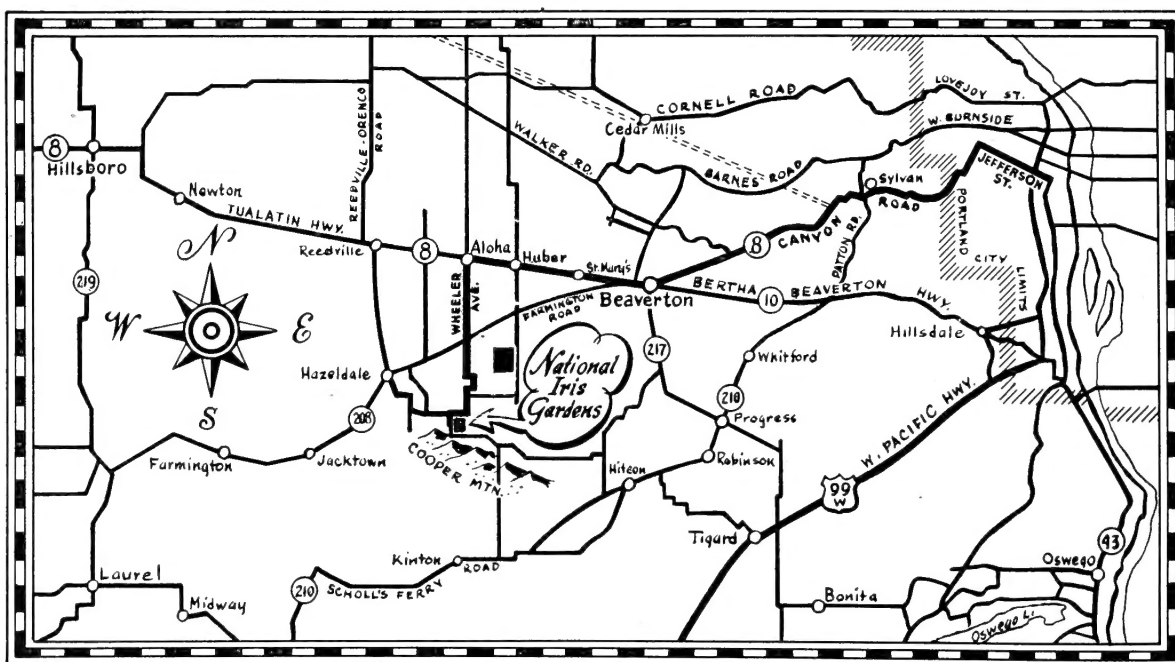 CORNELL ROAD
LOVEJOY ST.
W. BURNSIDE
Cedar Mills
WALKER RD.
BARNES ROAD
REEDVILLE-ORENCO
ROAD
8
Hillsboro
Newton
TUALATIN HWY.
Sylvan
JEFFERSON
ST.
CANYON ROAD
8
PATTON RD.
PORTLAND
CITY
LIMITS
N
W
E
S
219
Reedville
8
Aloha
Huber
St. Mary's
Beaverton
BERTHA 10 BEAVERTON HWY.
WHEELER
AVE.
FARMINGTON
ROAD
Hillsdale
217
Whitford
National
Iris
Gardens
Hazeldale
208
210
Progress
W. PACIFIC HWY.
Farmington
Jacktown
COOPER MTN.
Robinson
Hiteon
99
W
Tigard
Kinton
ROAD
SCHOLL'S FERRY
210
43
Oswego
Laurel
Midway
Bonita
Oswego L.